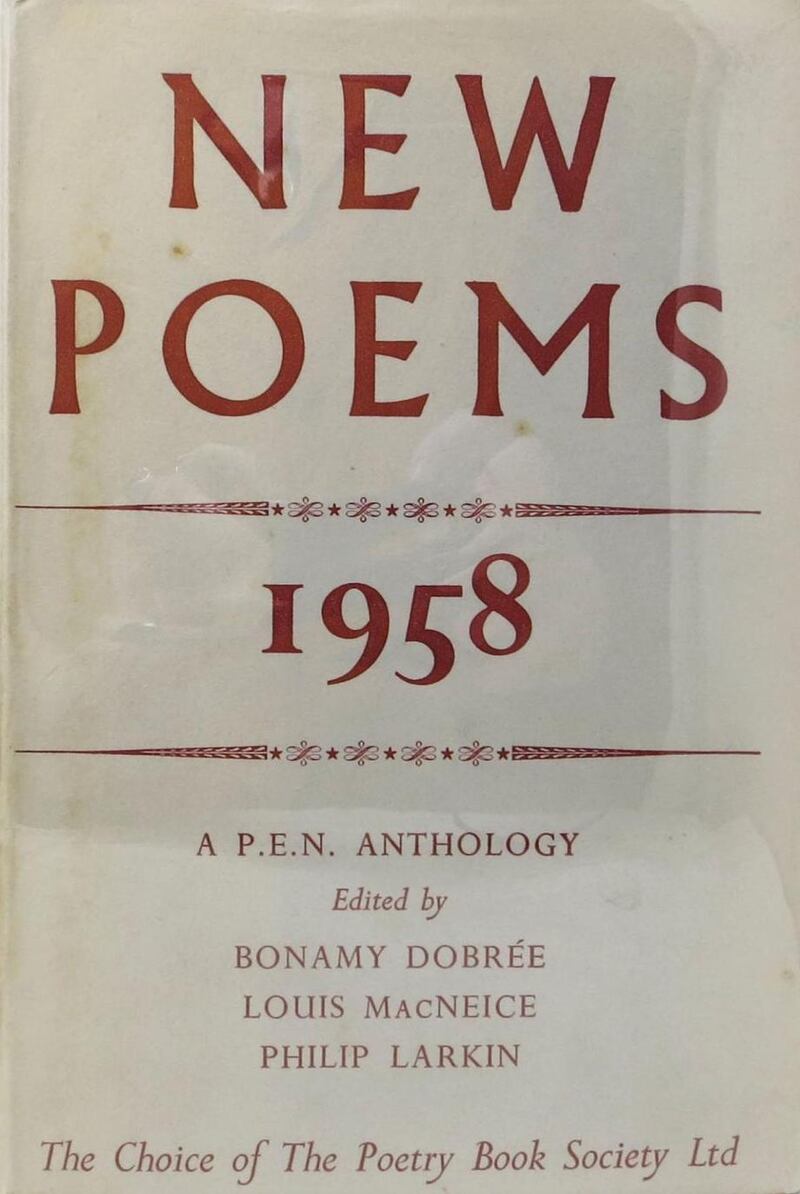 NEW
POEMS
1958
A P.E.N. ANTHOLOGY
Edited by
BONAMY DOBRÉE
LOUIS MACNEICE
PHILIP LARKIN
The Choice of The Poetry Book Society Ltd